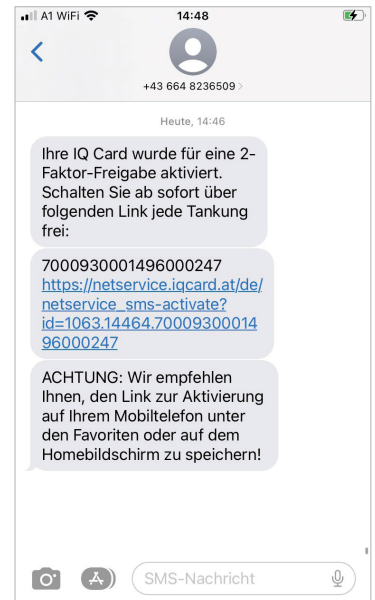 A1 WiFi
14:48
+43 664 8236509
Heute, 14:46
Ihre IQ Card wurde für eine 2-
Faktor-Freigabe aktiviert.
Schalten Sie ab sofort über
folgenden Link jede Tankung
frei:
7000930001496000247
https://netservice.iqcard.at/de/
netservice_sms-activate?
id=1063.14464.70009300014
96000247
ACHTUNG: Wir empfehlen
Ihnen, den Link zur Aktivierung
auf Ihrem Mobiltelefon unter
den Favoriten oder auf dem
Homebildschirm zu speichern!
SMS-Nachricht